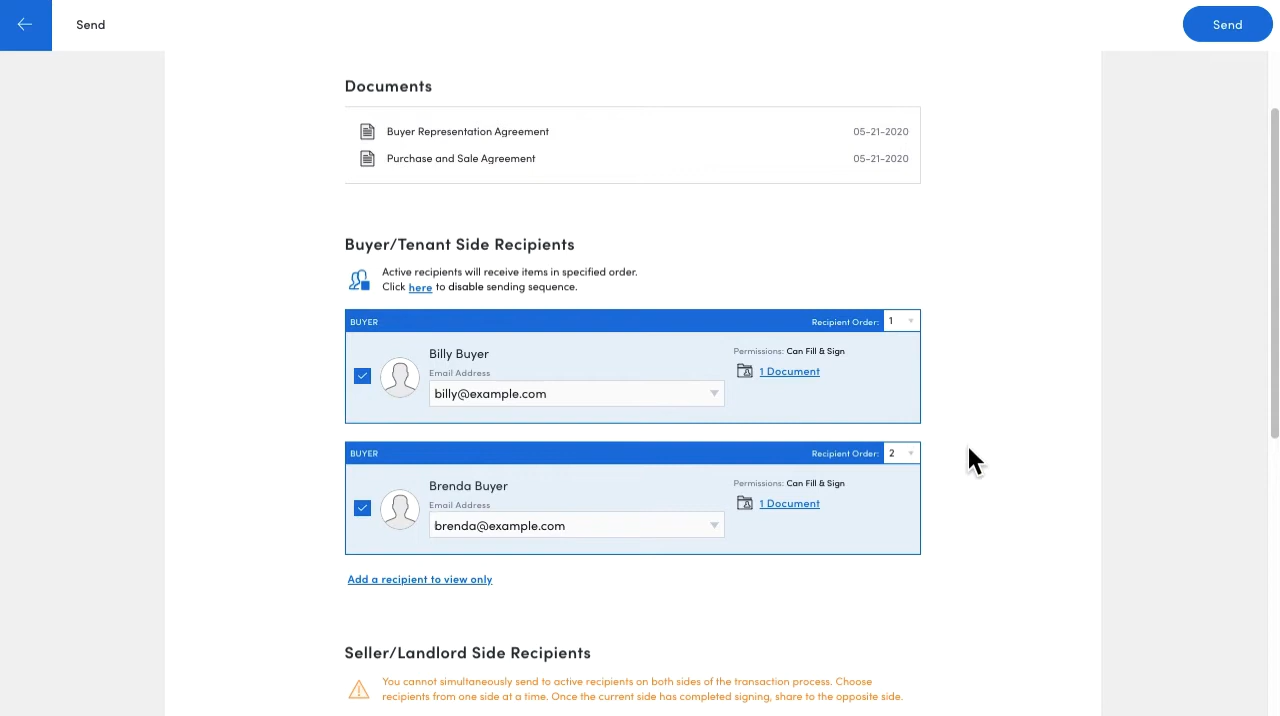 Send
Send
Documents
Buyer Representation Agreement 05-21-2020
Purchase and Sale Agreement 05-21-2020
Buyer/Tenant Side Recipients
Active recipients will receive items in specified order.
Click here to disable sending sequence.
BUYER Recipient Order: 1
Billy Buyer Permissions: Can Fill & Sign
Email Address 1 Document
billy@example.com
BUYER Recipient Order: 2
Brenda Buyer Permissions: Can Fill & Sign
Email Address 1 Document
brenda@example.com
Add a recipient to view only
Seller/Landlord Side Recipients
You cannot simultaneously send to active recipients on both sides of the transaction process. Choose
recipients from one side at a time. Once the current side has completed signing, share to the opposite side.